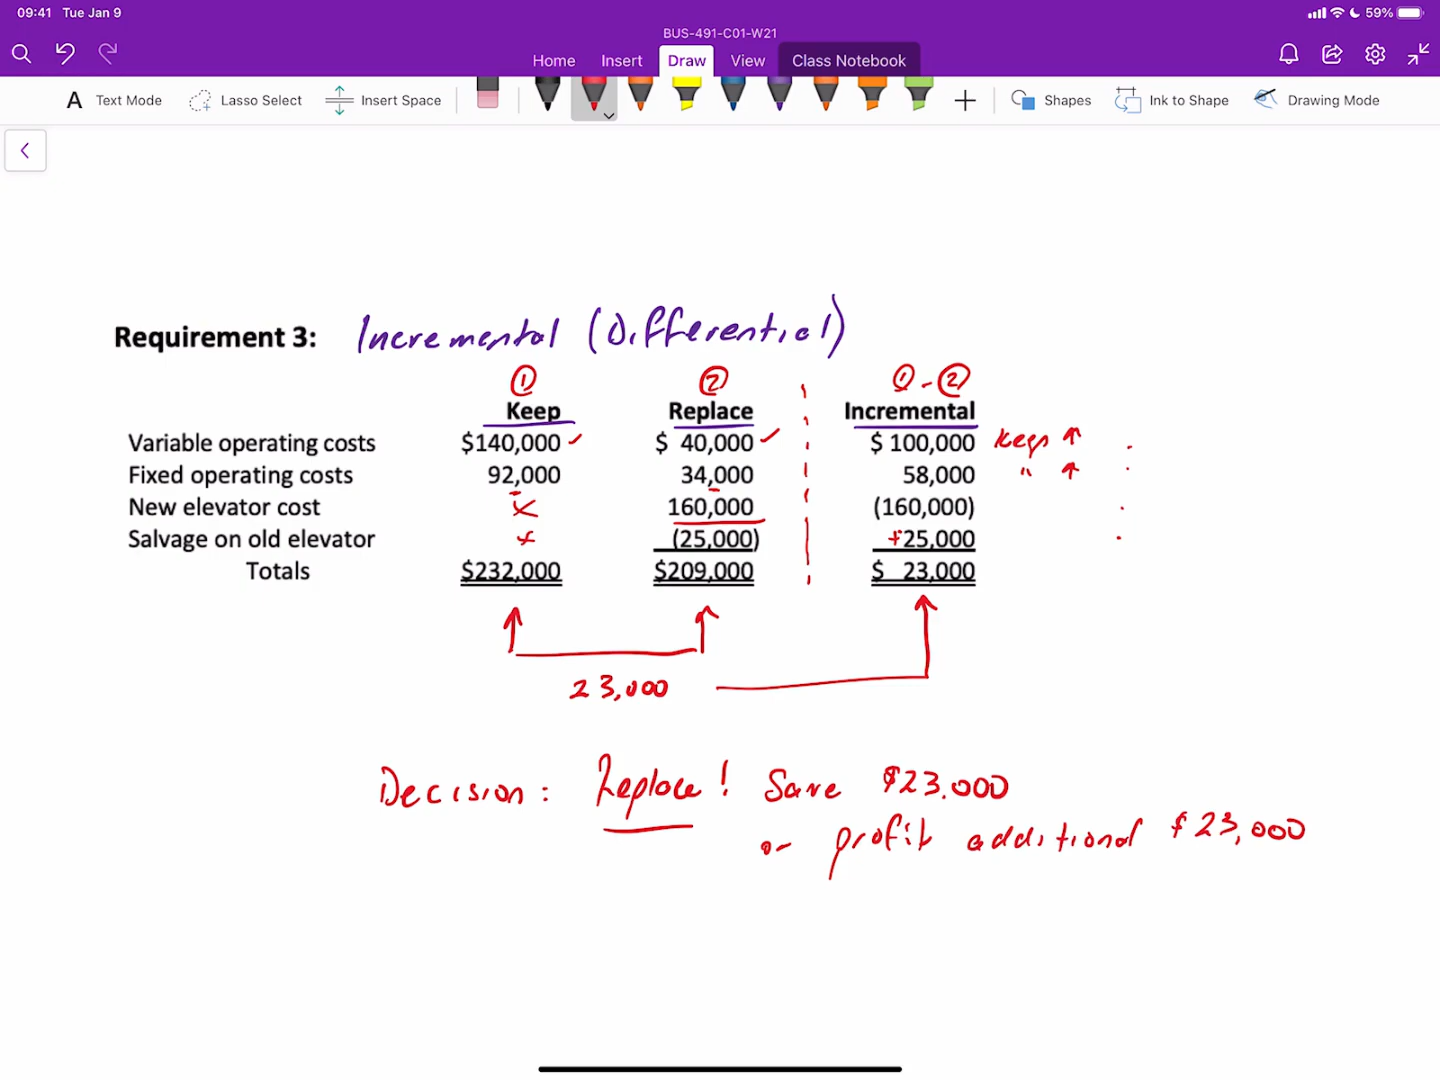 09:41 Tue Jan 9 59%
BUS-491-C01-W21
Home Insert Draw View Class Notebook
A Text Mode Lasso Select Insert Space Shapes Ink to Shape Drawing Mode
Requirement 3: Incremental (Differential)
① ② ① - ②
Keep Replace Incremental
Variable operating costs $140,000 ✓ $ 40,000 ✓ $ 100,000 Keep ↑
Fixed operating costs 92,000 34,000 58,000 " ↑
New elevator cost x 160,000 (160,000)
Salvage on old elevator x (25,000) +25,000
Totals $232,000 $209,000 $ 23,000
23,000
Decision: Replace! Save $23.000
or profit additional $23,000